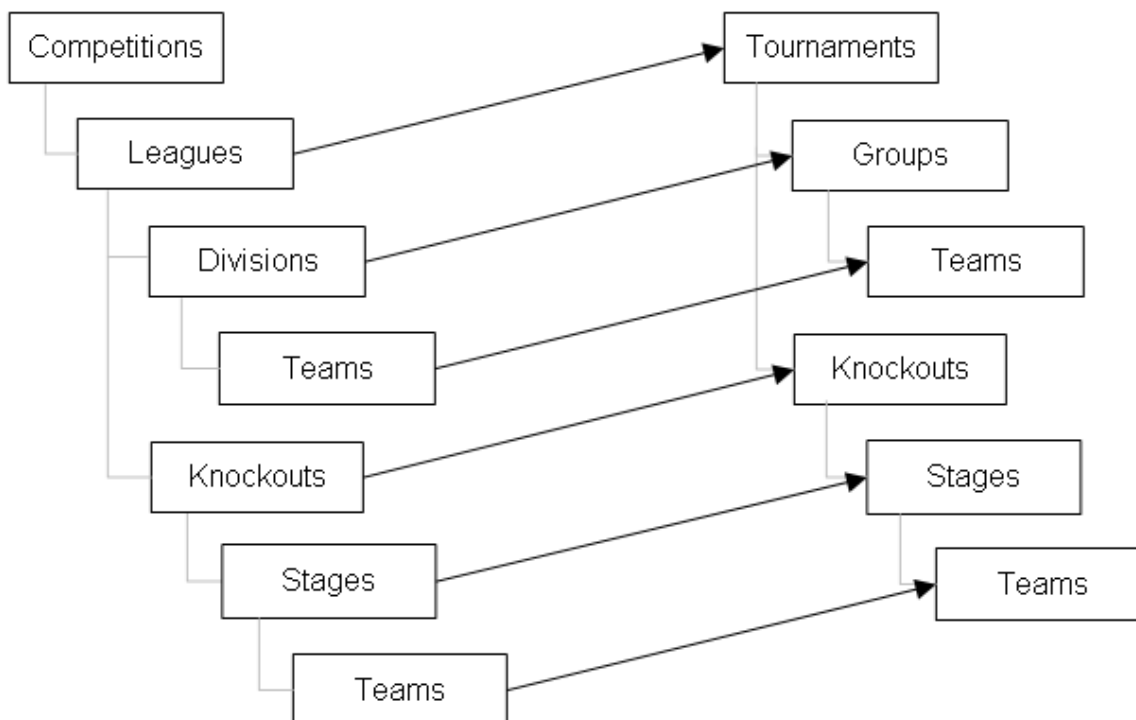 Competitions
Tournaments
Leagues
Groups
Divisions
Teams
Teams
Knockouts
Knockouts
Stages
Stages
Teams
Teams